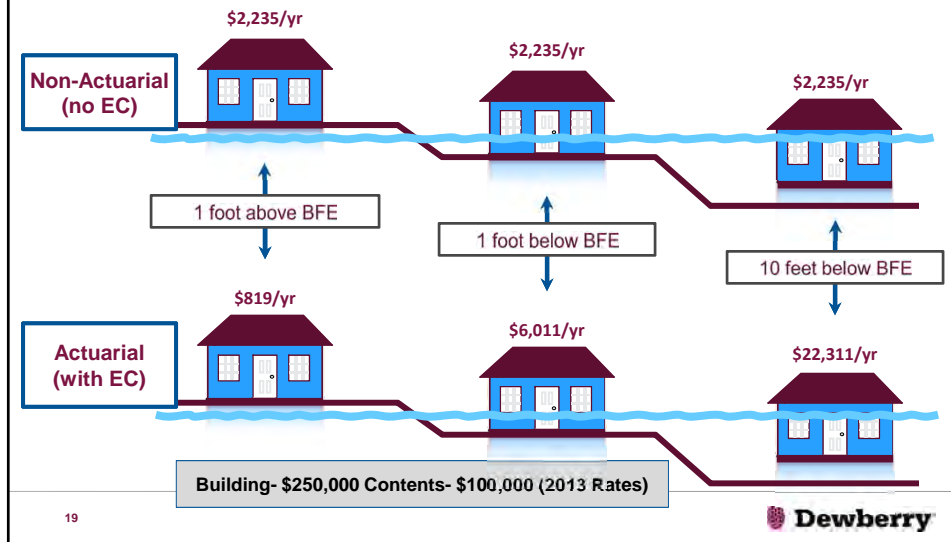 $2,235/yr
$2,235/yr
$2,235/yr
Non-Actuarial
(no EC)
1 foot above BFE
1 foot below BFE
10 feet below BFE
$819/yr
$6,011/yr
$22,311/yr
Actuarial
(with EC)
Building- $250,000 Contents- $100,000 (2013 Rates)
19
Dewberry